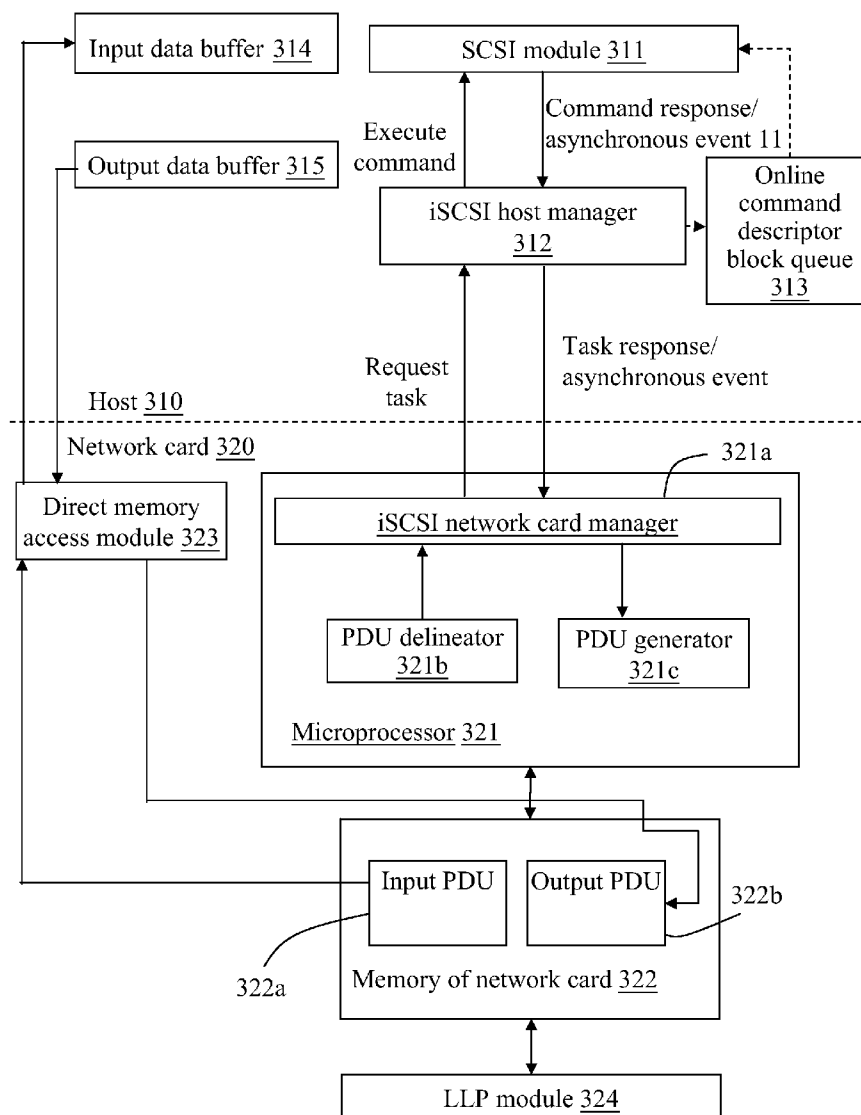 Input data buffer 314
SCSI module 311
Execute
command
Command response/
asynchronous event 11
Output data buffer 315
Online
command
descriptor
block queue
313
iSCSI host manager
312
Request
task
Task response/
asynchronous event
Host 310
Network card 320
321a
Direct memory
access module 323
iSCSI network card manager
PDU delineator
321b
PDU generator
321c
Microprocessor 321
Input PDU
Output PDU
322b
322a
Memory of network card 322
LLP module 324